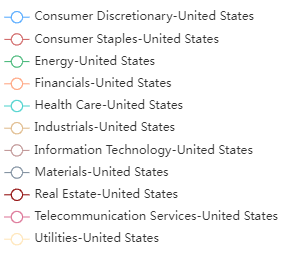 Consumer Discretionary-United States
Consumer Staples-United States
Energy-United States
Financials-United States
Health Care-United States
Industrials-United States
Information Technology-United States
Materials-United States
Real Estate-United States
Telecommunication Services-United States
Utilities-United States